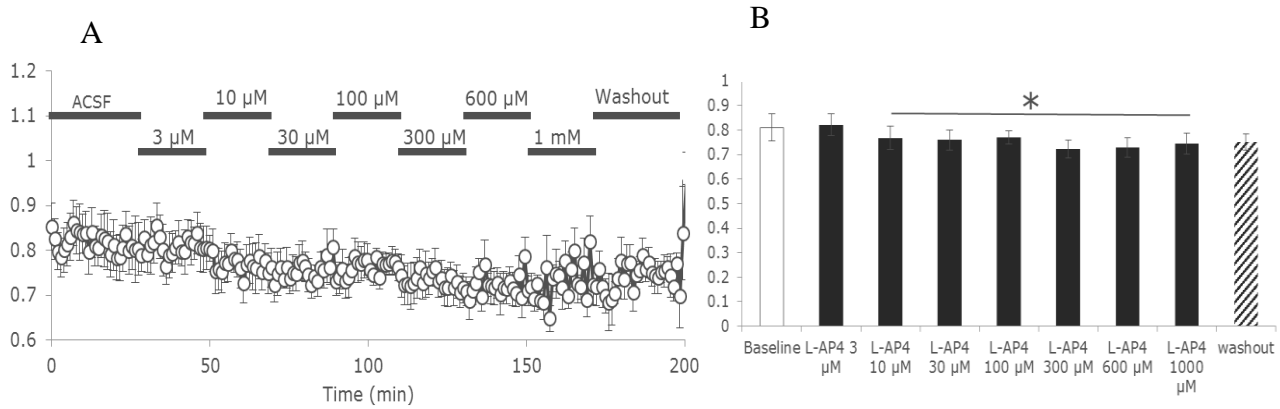 A
1.2
1.1
1
0.9
0.8
0.7
0.6
ACSF
3 µM
10 µM
30 µM
100 µM
300 µM
600 µM
1 mM
Washout
0
50
100
150
200
Time (min)
B
1
0.9
0.8
0.7
0.6
0.5
0.4
0.3
0.2
0.1
0
*
Baseline
L-AP4 3
µM
L-AP4
10 µM
L-AP4
30 µM
L-AP4
100 µM
L-AP4
300 µM
L-AP4
600 µM
L-AP4
1000
µM
washout